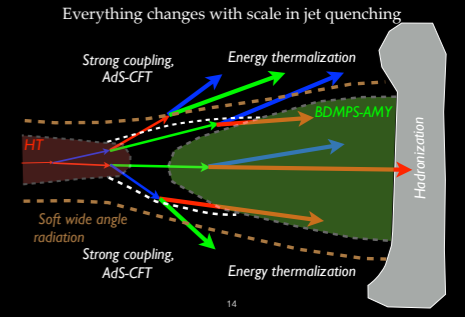 Everything changes with scale in jet quenching
Strong coupling,
AdS-CFT
Energy thermalization
BDMPS-AMY
HT
Hadronization
Soft wide angle
radiation
Strong coupling,
AdS-CFT
Energy thermalization
14